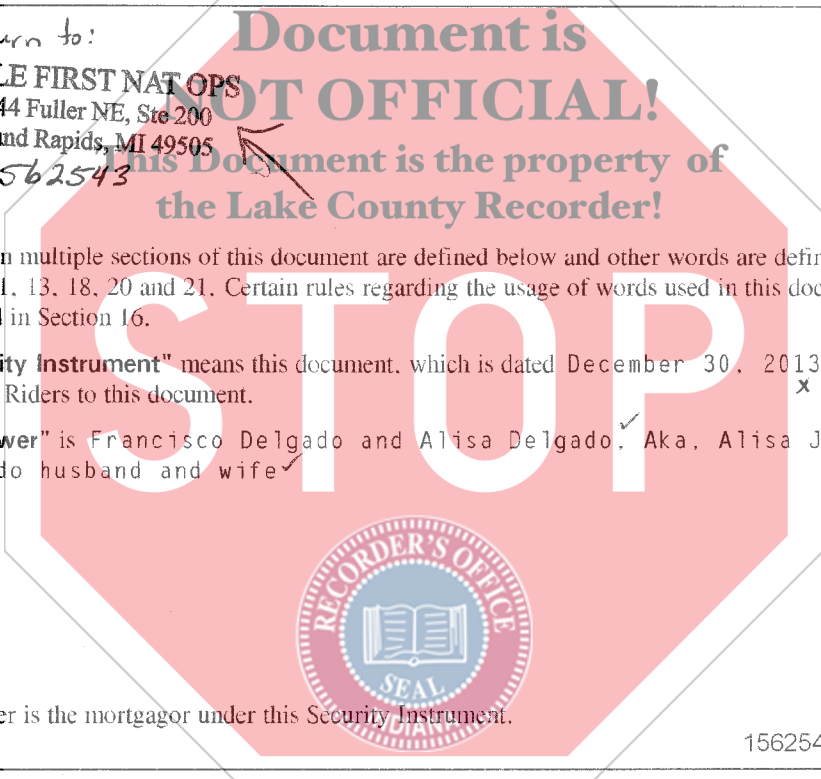 urn to:
LE FIRST NAT OPS
44 Fuller NE, Ste 200
and Rapids, MI 49505
562543
Document is
NOT OFFICIAL!
This Document is the property of
the Lake County Recorder!
n multiple sections of this document are defined below and other words are defin
1, 13, 18, 20 and 21. Certain rules regarding the usage of words used in this doc
in Section 16.
ity Instrument" means this document, which is dated December 30, 2013
Riders to this document.
x
wer" is Francisco Delgado and Alisa Delgado, Aka, Alisa J
do husband and wife
STOP
RECORDER'S OFFICE
SEAL
INDIANA
er is the mortgagor under this Security Instrument.
156254